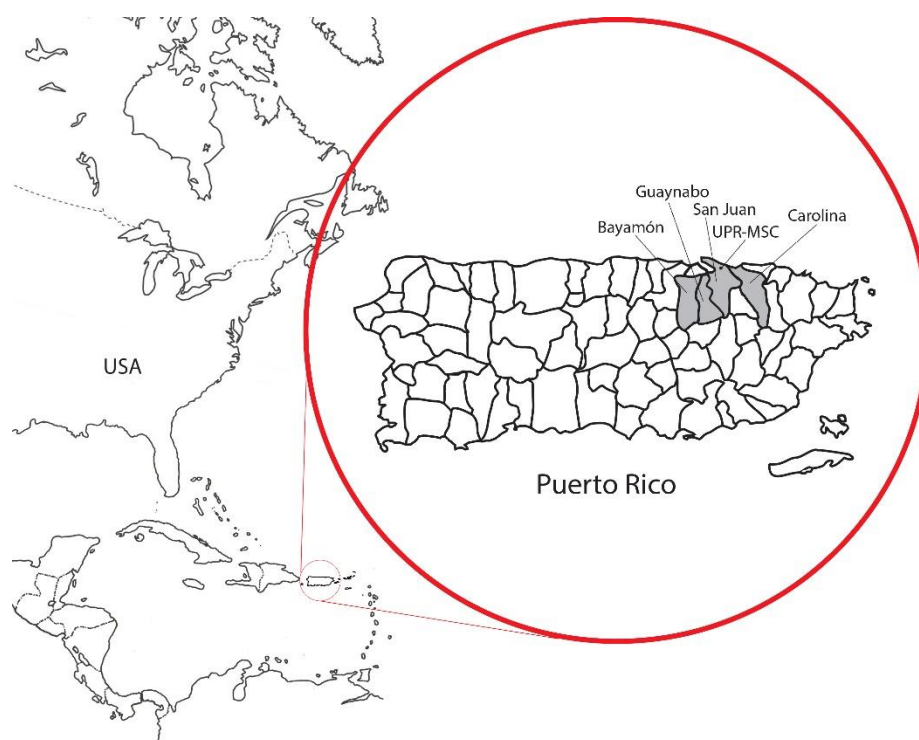 USA
Guaynabo
San Juan
Carolina
Bayamón
UPR-MSC
Puerto Rico